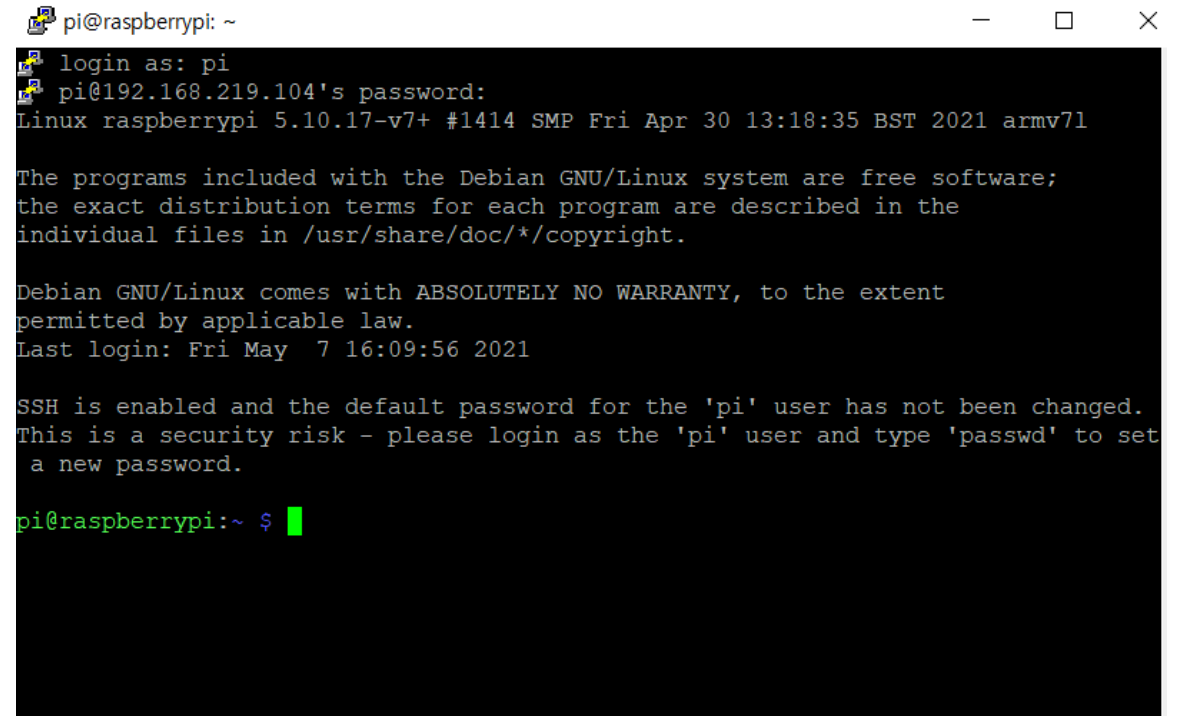 pi@raspberrypi: ~
login as: pi
pi@192.168.219.104's password:
Linux raspberrypi 5.10.17-v7+ #1414 SMP Fri Apr 30 13:18:35 BST 2021 armv7l
The programs included with the Debian GNU/Linux system are free software;
the exact distribution terms for each program are described in the
individual files in /usr/share/doc/*/copyright.
Debian GNU/Linux comes with ABSOLUTELY NO WARRANTY, to the extent
permitted by applicable law.
Last login: Fri May  7 16:09:56 2021
SSH is enabled and the default password for the 'pi' user has not been changed.
This is a security risk - please login as the 'pi' user and type 'passwd' to set
 a new password.
pi@raspberrypi:~ $